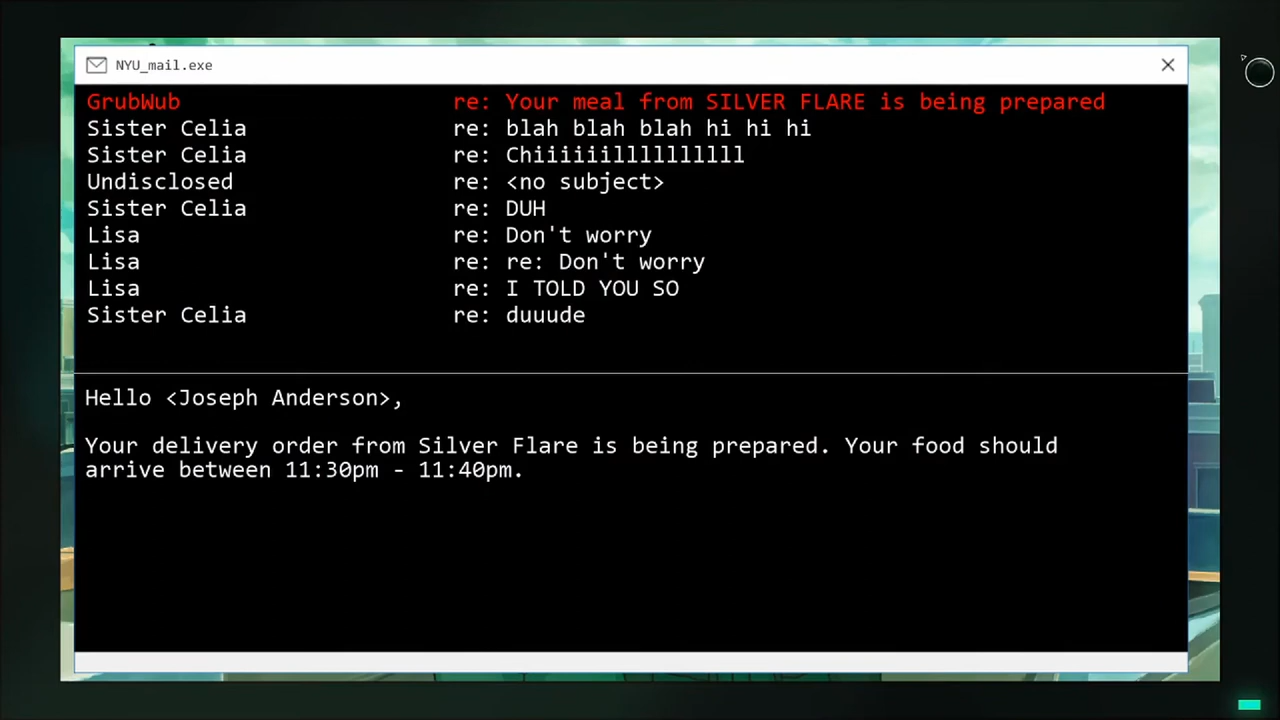 NYU_mail.exe
GrubWub re: Your meal from SILVER FLARE is being prepared
Sister Celia re: blah blah blah hi hi hi
Sister Celia re: Chiiiiiillllllllll
Undisclosed re: <no subject>
Sister Celia re: DUH
Lisa re: Don't worry
Lisa re: re: Don't worry
Lisa re: I TOLD YOU SO
Sister Celia re: duuude
Hello <Joseph Anderson>,
Your delivery order from Silver Flare is being prepared. Your food should
arrive between 11:30pm - 11:40pm.